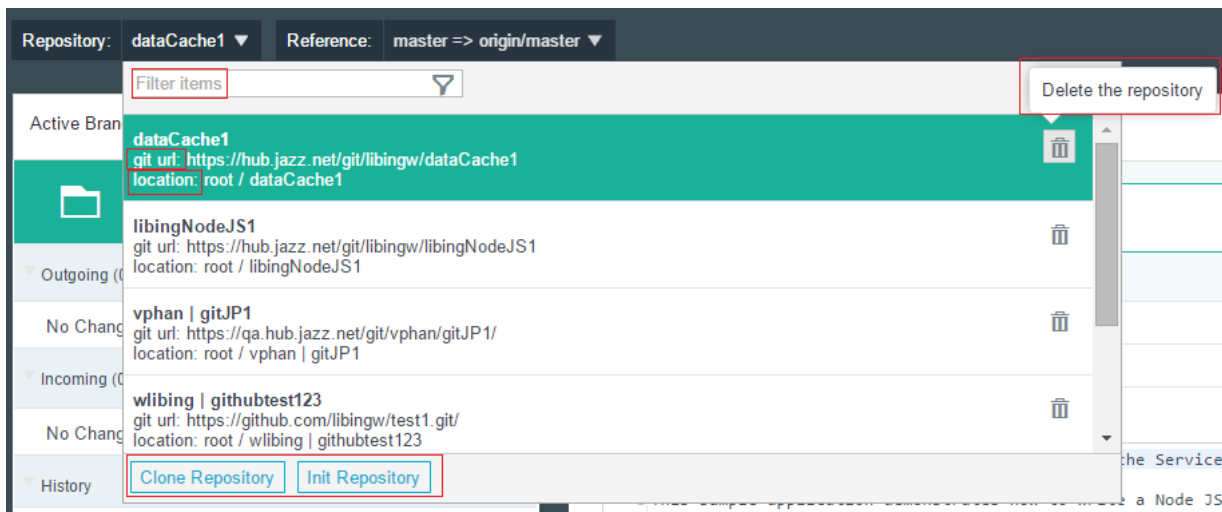 Repository: dataCache1 ▼ Reference: master => origin/master ▼
Filter items
Delete the repository
Active Bran
dataCache1
git url: https://hub.jazz.net/git/libingw/dataCache1
location: root / dataCache1
libingNodeJS1
git url: https://hub.jazz.net/git/libingw/libingNodeJS1
location: root / libingNodeJS1
Outgoing (0
No Chang
vphan | gitJP1
git url: https://qa.hub.jazz.net/git/vphan/gitJP1/
location: root / vphan | gitJP1
Incoming (0
No Chang
wlibing | githubtest123
git url: https://github.com/libingw/test1.git/
location: root / wlibing | githubtest123
History
Clone Repository Init Repository
the Service
a Node JS